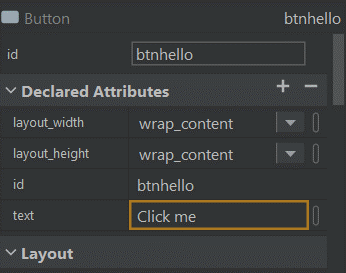 Button btnhello
id btnhello
Declared Attributes + −
layout_width wrap_content
layout_height wrap_content
id btnhello
text Click me
Layout